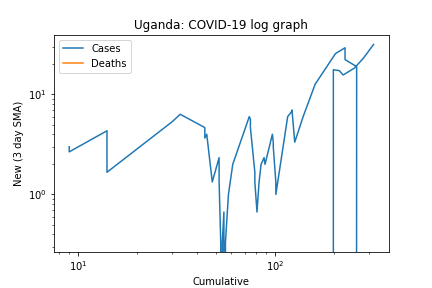 Uganda: COVID-19 log graph
Cases
Deaths
New (3 day SMA)
10¹
10⁰
10¹ 10²
Cumulative